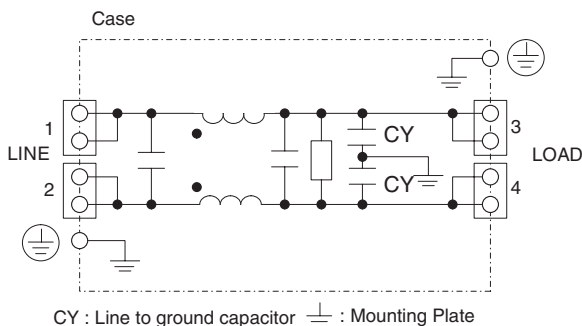 Case
1
LINE
2
CY
CY
3
LOAD
4
CY : Line to ground capacitor ⏚ : Mounting Plate